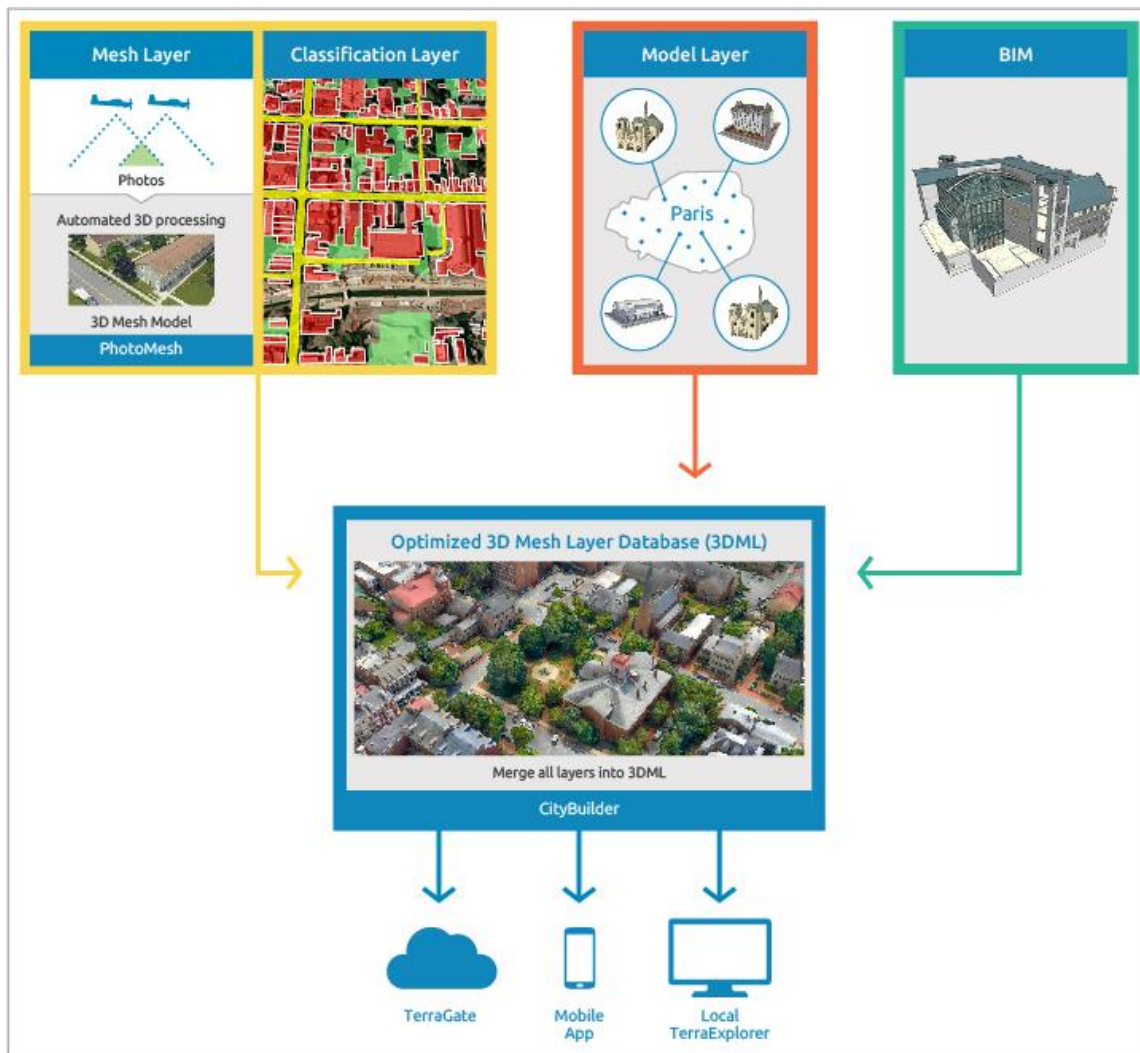 Mesh Layer
Photos
Automated 3D processing
3D Mesh Model
PhotoMesh
Classification Layer
Model Layer
Paris
BIM
Optimized 3D Mesh Layer Database (3DML)
Merge all layers into 3DML
CityBuilder
TerraGate
Mobile
App
Local
TerraExplorer